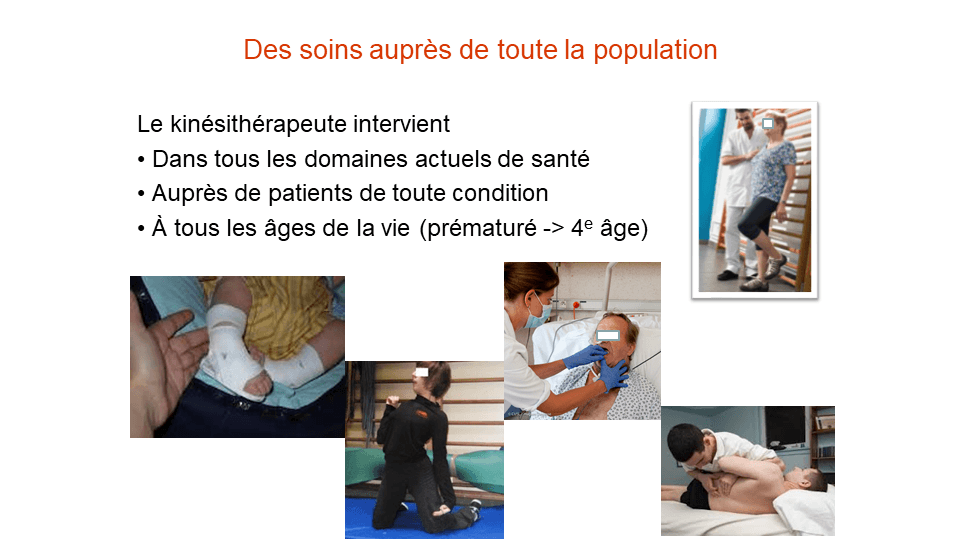 Des soins auprès de toute la population
Le kinésithérapeute intervient
• Dans tous les domaines actuels de santé
• Auprès de patients de toute condition
• À tous les âges de la vie (prématuré -> 4e âge)